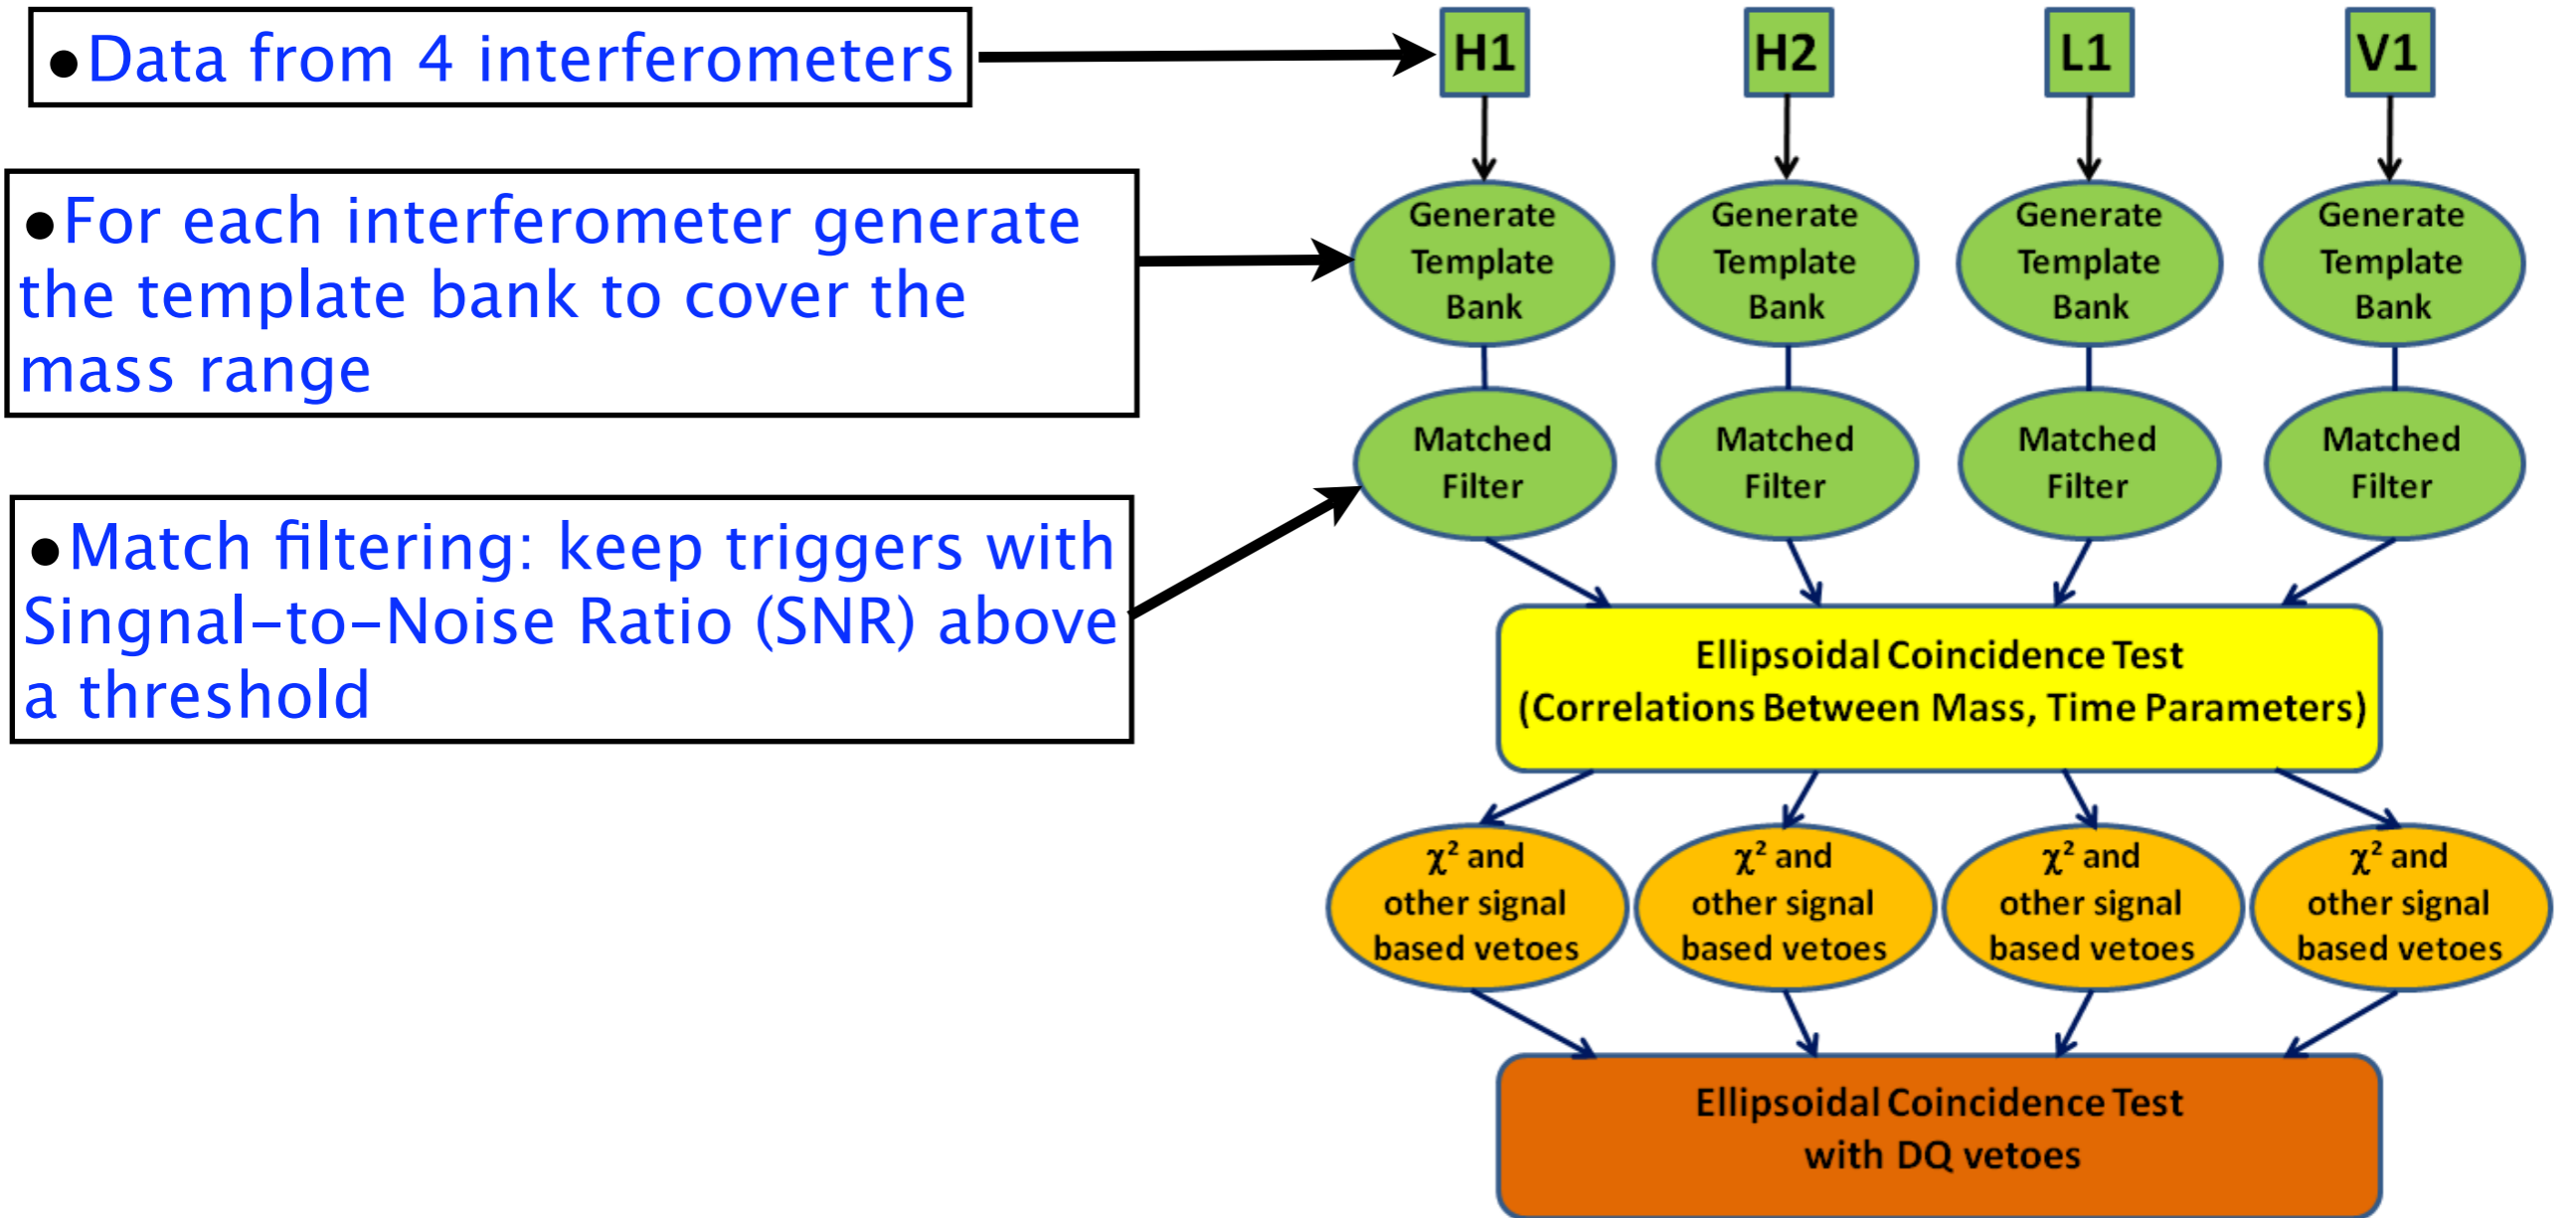 •Data from 4 interferometers
H1
H2
L1
V1
•For each interferometer generate
the template bank to cover the
mass range
Generate
Template
Bank
Generate
Template
Bank
Generate
Template
Bank
Generate
Template
Bank
•Match filtering: keep triggers with
Singnal-to-Noise Ratio (SNR) above
a threshold
Matched
Filter
Matched
Filter
Matched
Filter
Matched
Filter
Ellipsoidal Coincidence Test
(Correlations Between Mass, Time Parameters)
χ² and
other signal
based vetoes
χ² and
other signal
based vetoes
χ² and
other signal
based vetoes
χ² and
other signal
based vetoes
Ellipsoidal Coincidence Test
with DQ vetoes